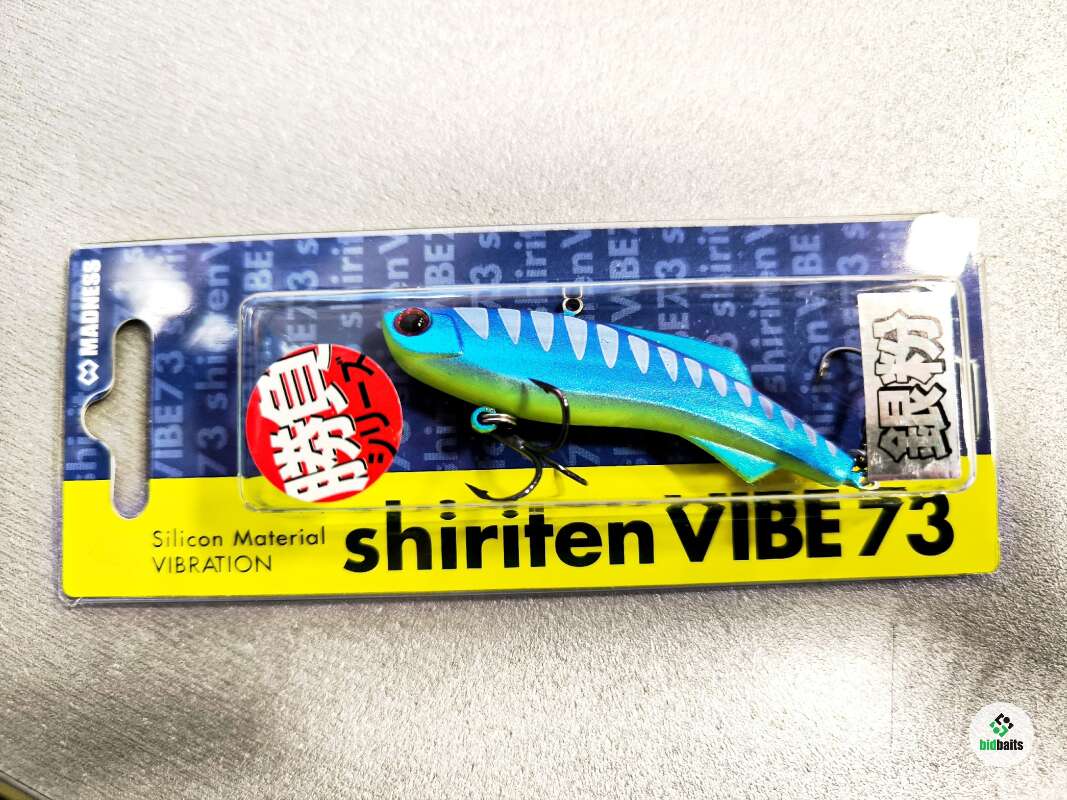 MADNESS
勝負
シリーズ
銀粉
Silicon Material
VIBRATION
shiriten VIBE 73
bidbaits